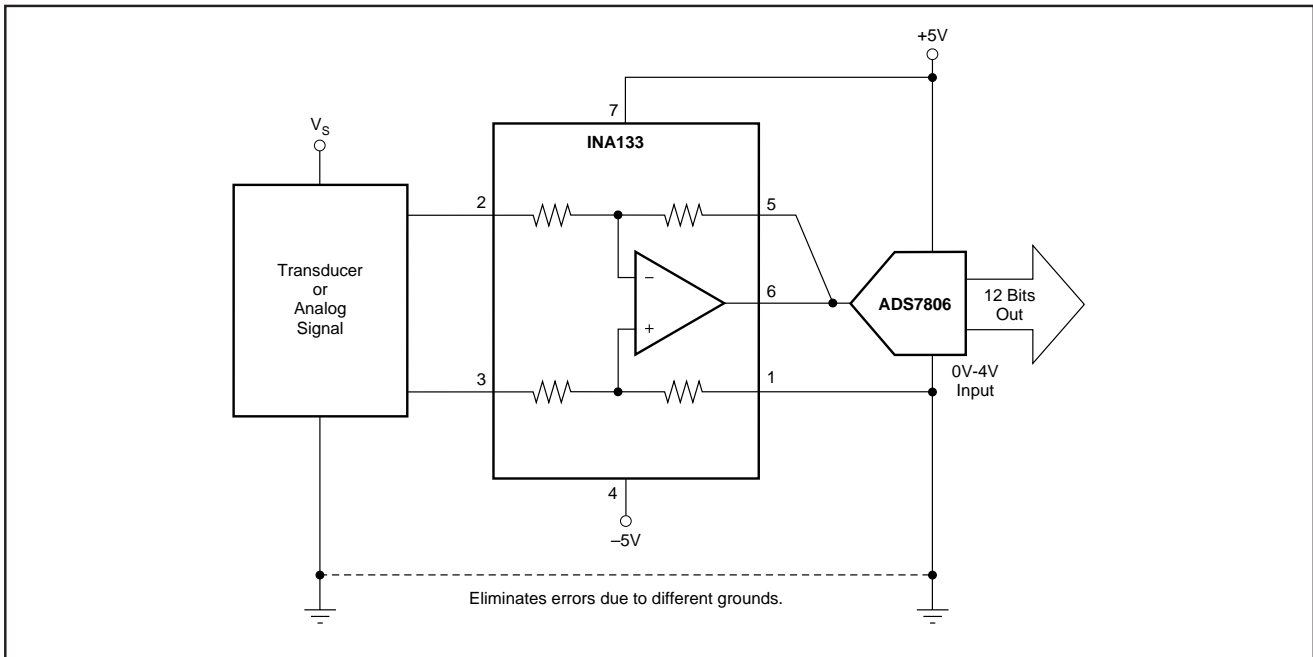 +5V
7
V_S
INA133
2
5
Transducer
or
Analog
Signal
–
6
ADS7806
12 Bits
Out
+
3
1
0V-4V
Input
4
–5V
Eliminates errors due to different grounds.